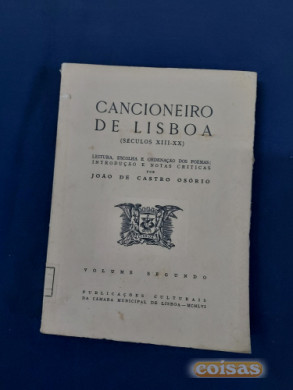 CANCIONEIRO
DE LISBOA
(SÉCULOS XIII-XX)
LEITURA, ESCOLHA E ORDENAÇÃO DOS POEMAS,
INTRODUÇÃO E NOTAS CRÍTICAS
POR
JOÃO DE CASTRO OSÓRIO
VOLUME SEGUNDO
PUBLICAÇÕES CULTURAIS
DA CÂMARA MUNICIPAL DE LISBOA—MCMLVI
coisas